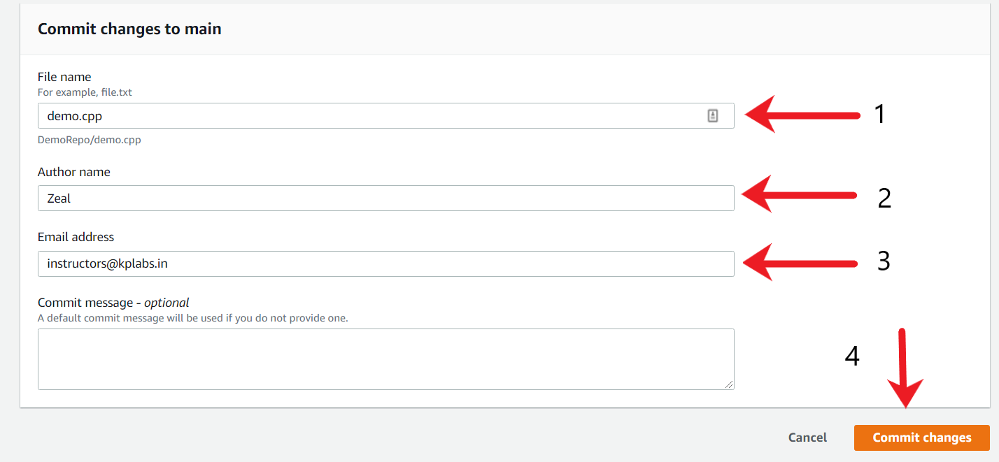 Commit changes to main
File name
For example, file.txt
demo.cpp
1
DemoRepo/demo.cpp
Author name
Zeal
2
Email address
instructors@kplabs.in
3
Commit message - optional
A default commit message will be used if you do not provide one.
4
Cancel
Commit changes